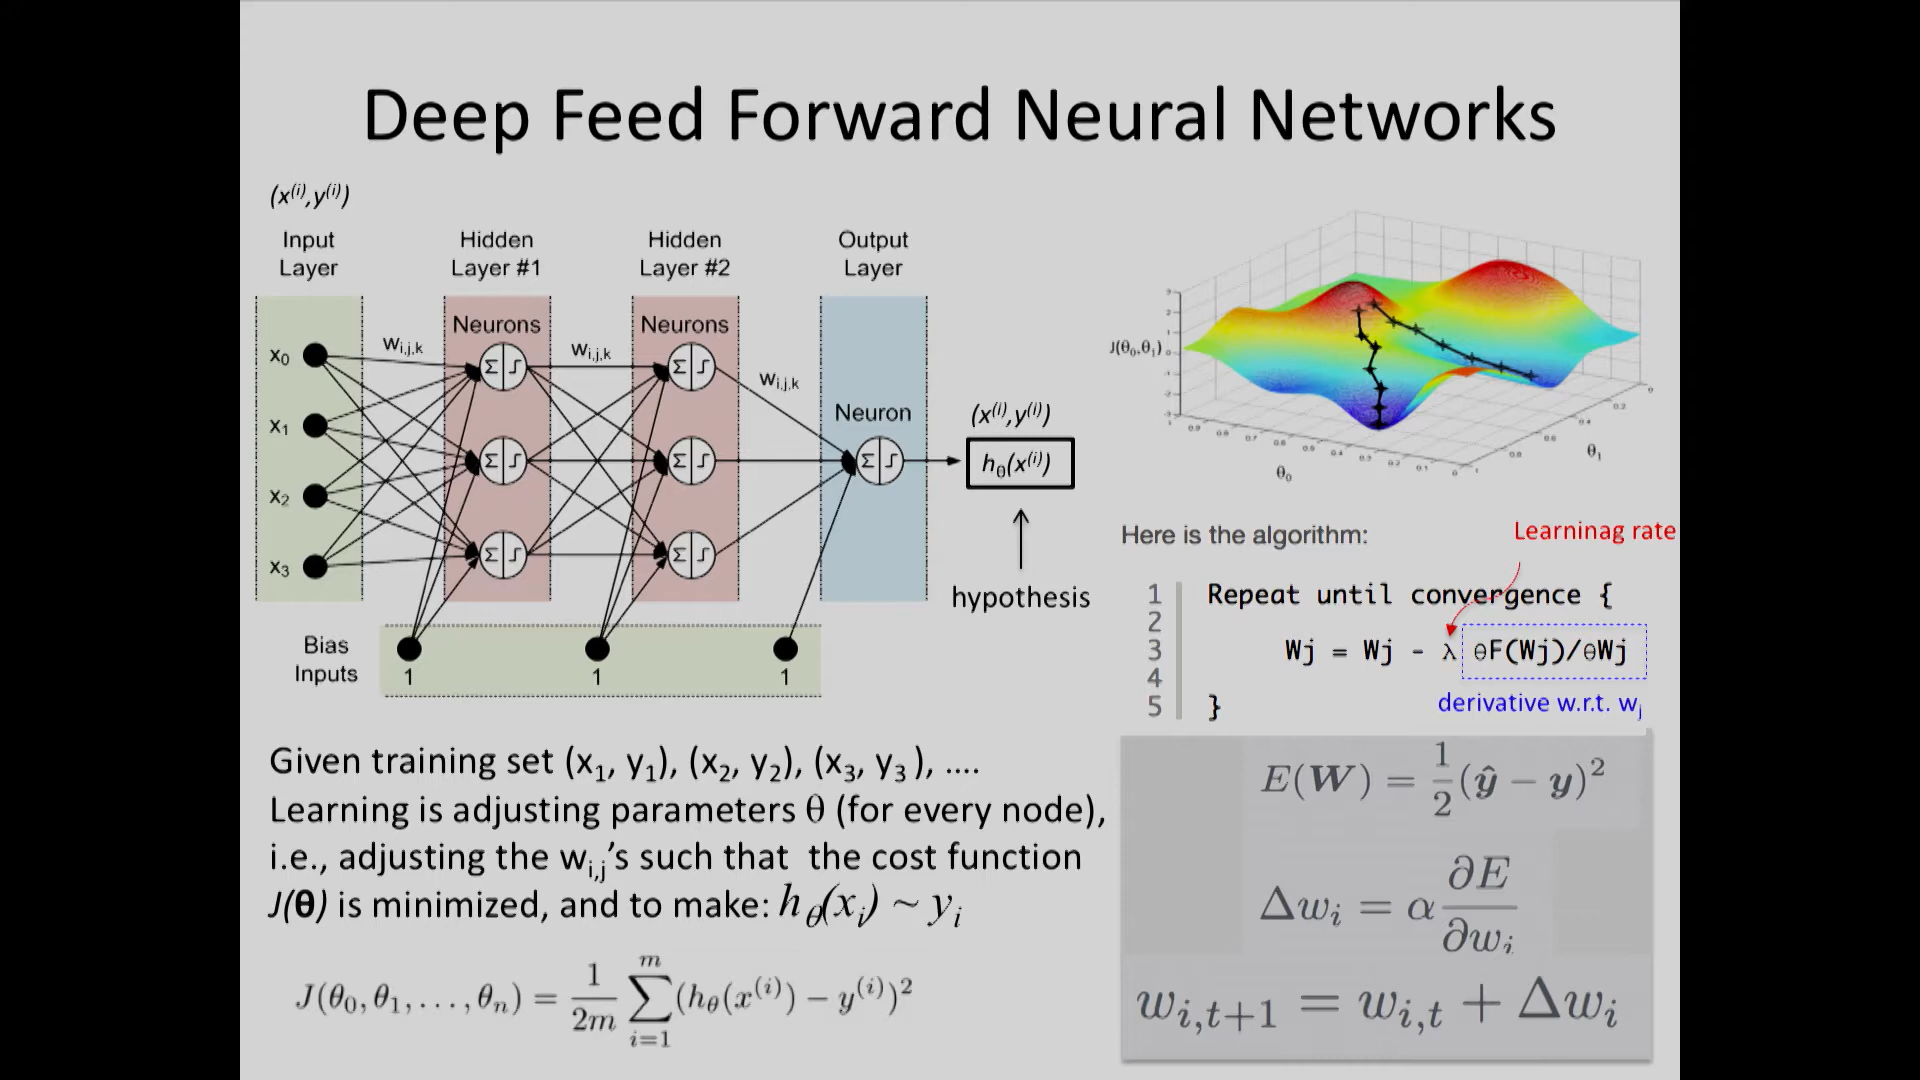 Deep Feed Forward Neural Networks
(x(i),y(i))
Input Layer
Hidden Layer #1
Hidden Layer #2
Output Layer
Neurons
Neurons
Neuron
x0
x1
x2
x3
wi,j,k
wi,j,k
wi,j,k
Σ
Σ
Σ
Σ
Σ
Σ
Σ
Bias Inputs
1
1
1
(x(i),y(i))
hθ(x(i))
hypothesis
J(θ0,θ1)
θ0
θ1
Here is the algorithm:
Learninag rate
1 Repeat until convergence {
2
3 Wj = Wj - λ θF(Wj)/θWj
4
5 }
derivative w.r.t. wj
Given training set (x1, y1), (x2, y2), (x3, y3 ), ....
Learning is adjusting parameters θ (for every node),
i.e., adjusting the wi,j's such that the cost function
J(θ) is minimized, and to make: hθ(xi) ~ yi
J(θ0, θ1, . . . , θn) = 1/2m Σ i=1 m (hθ(x(i)) − y(i))2
E(W) = 1/2 (ŷ − y)2
Δwi = α ∂E/∂wi
wi,t+1 = wi,t + Δwi